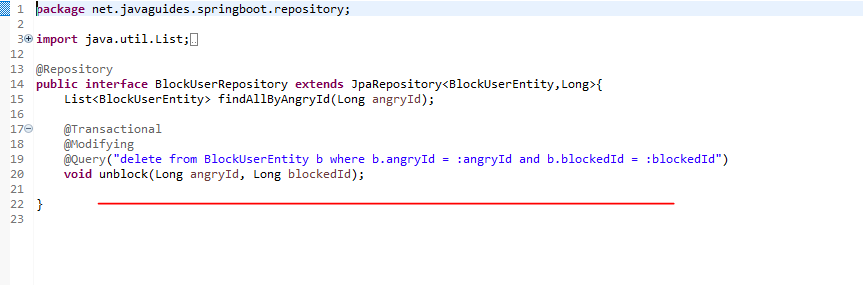 1 package net.javaguides.springboot.repository;
2
3 import java.util.List;
12
13 @Repository
14 public interface BlockUserRepository extends JpaRepository<BlockUserEntity,Long>{
15 List<BlockUserEntity> findAllByAngryId(Long angryId);
16
17 @Transactional
18 @Modifying
19 @Query("delete from BlockUserEntity b where b.angryId = :angryId and b.blockedId = :blockedId")
20 void unblock(Long angryId, Long blockedId);
21
22 }
23